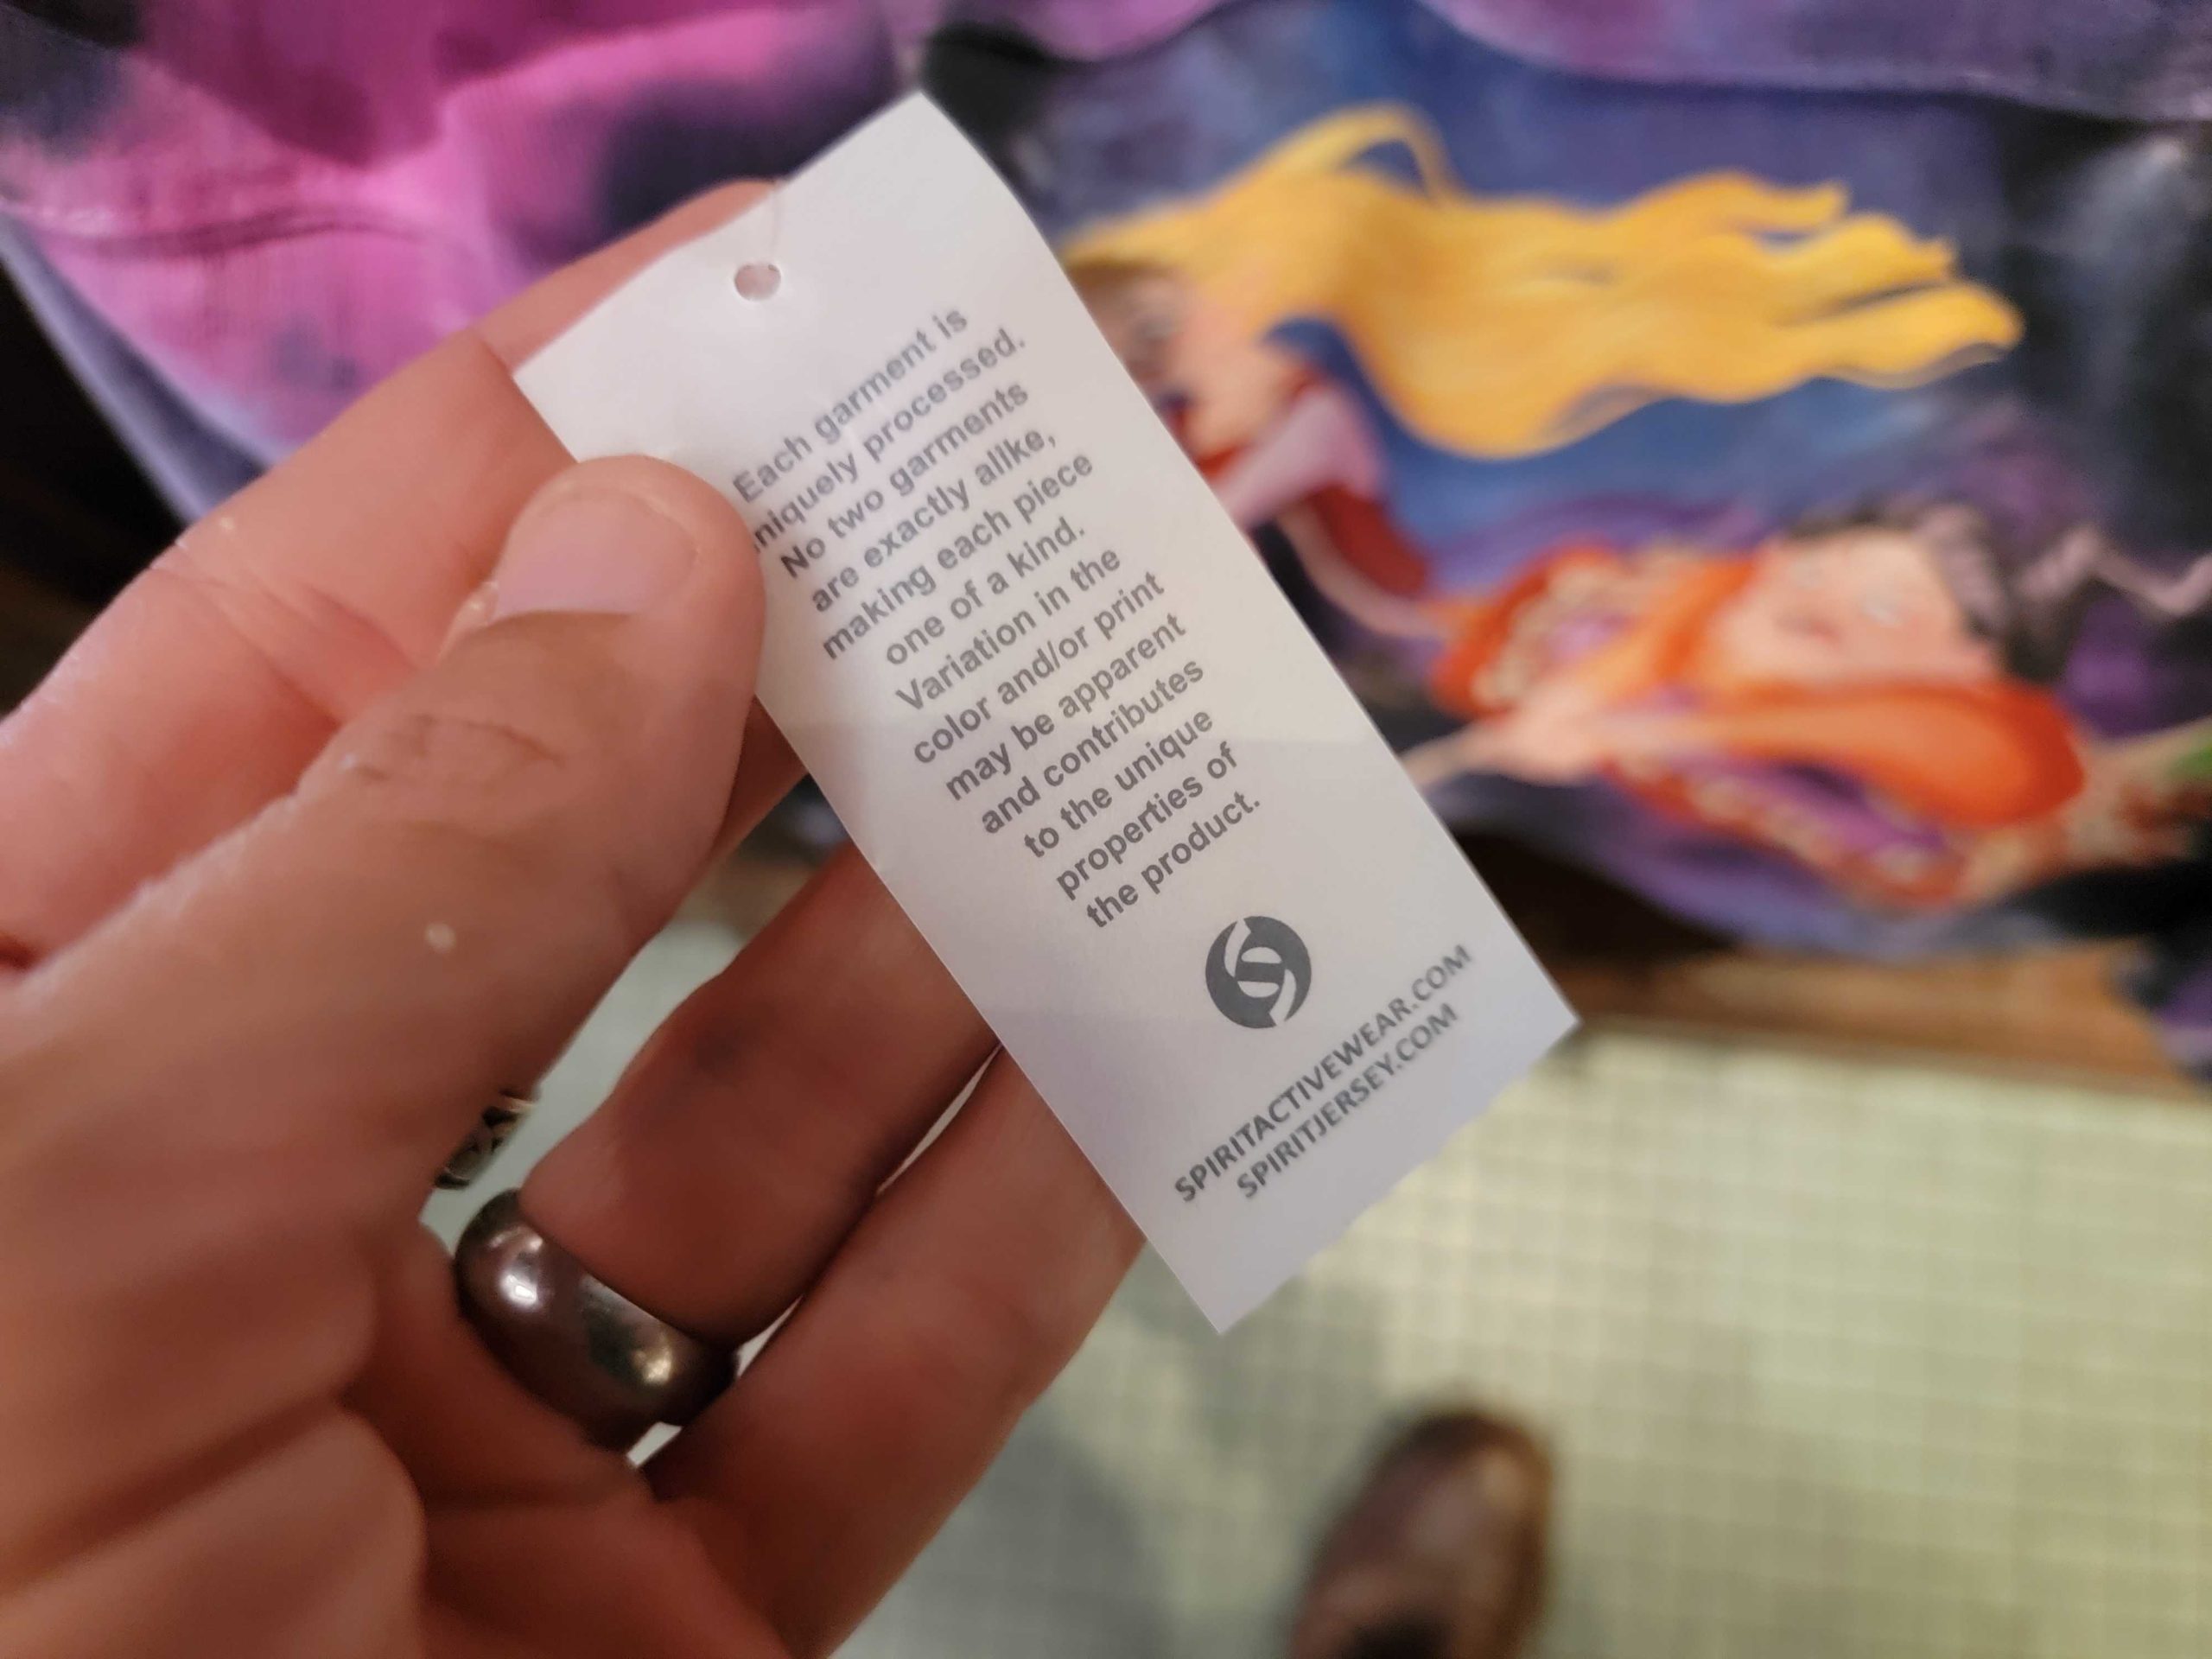 Each garment is
niquely processed.
No two garments
are exactly alike,
making each piece
one of a kind.
Variation in the
color and/or print
may be apparent
and contributes
to the unique
properties of
the product.
SPIRITACTIVEWEAR.COM
SPIRITJERSEY.COM